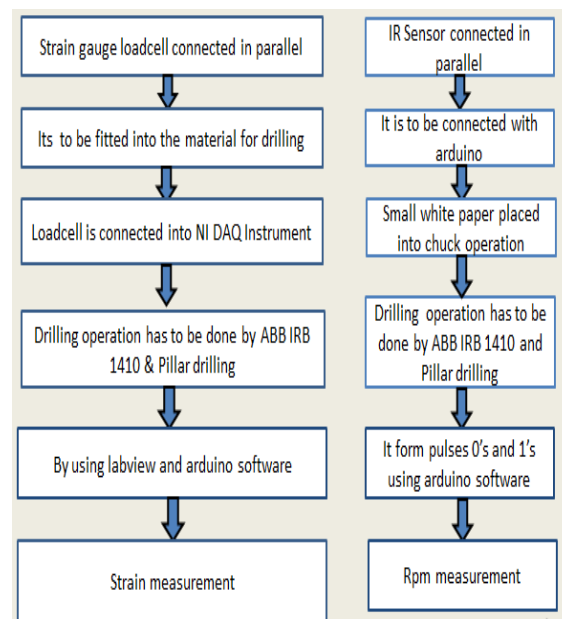 Strain gauge loadcell connected in parallel
Its to be fitted into the material for drilling
Loadcell is connected into NI DAQ Instrument
Drilling operation has to be done by ABB IRB
1410 & Pillar drilling
By using labview and arduino software
Strain measurement
IR Sensor connected in
parallel
It is to be connected with
arduino
Small white paper placed
into chuck operation
Drilling operation has to be
done by ABB IRB 1410 and
Pillar drilling
It form pulses 0's and 1's
using arduino software
Rpm measurement